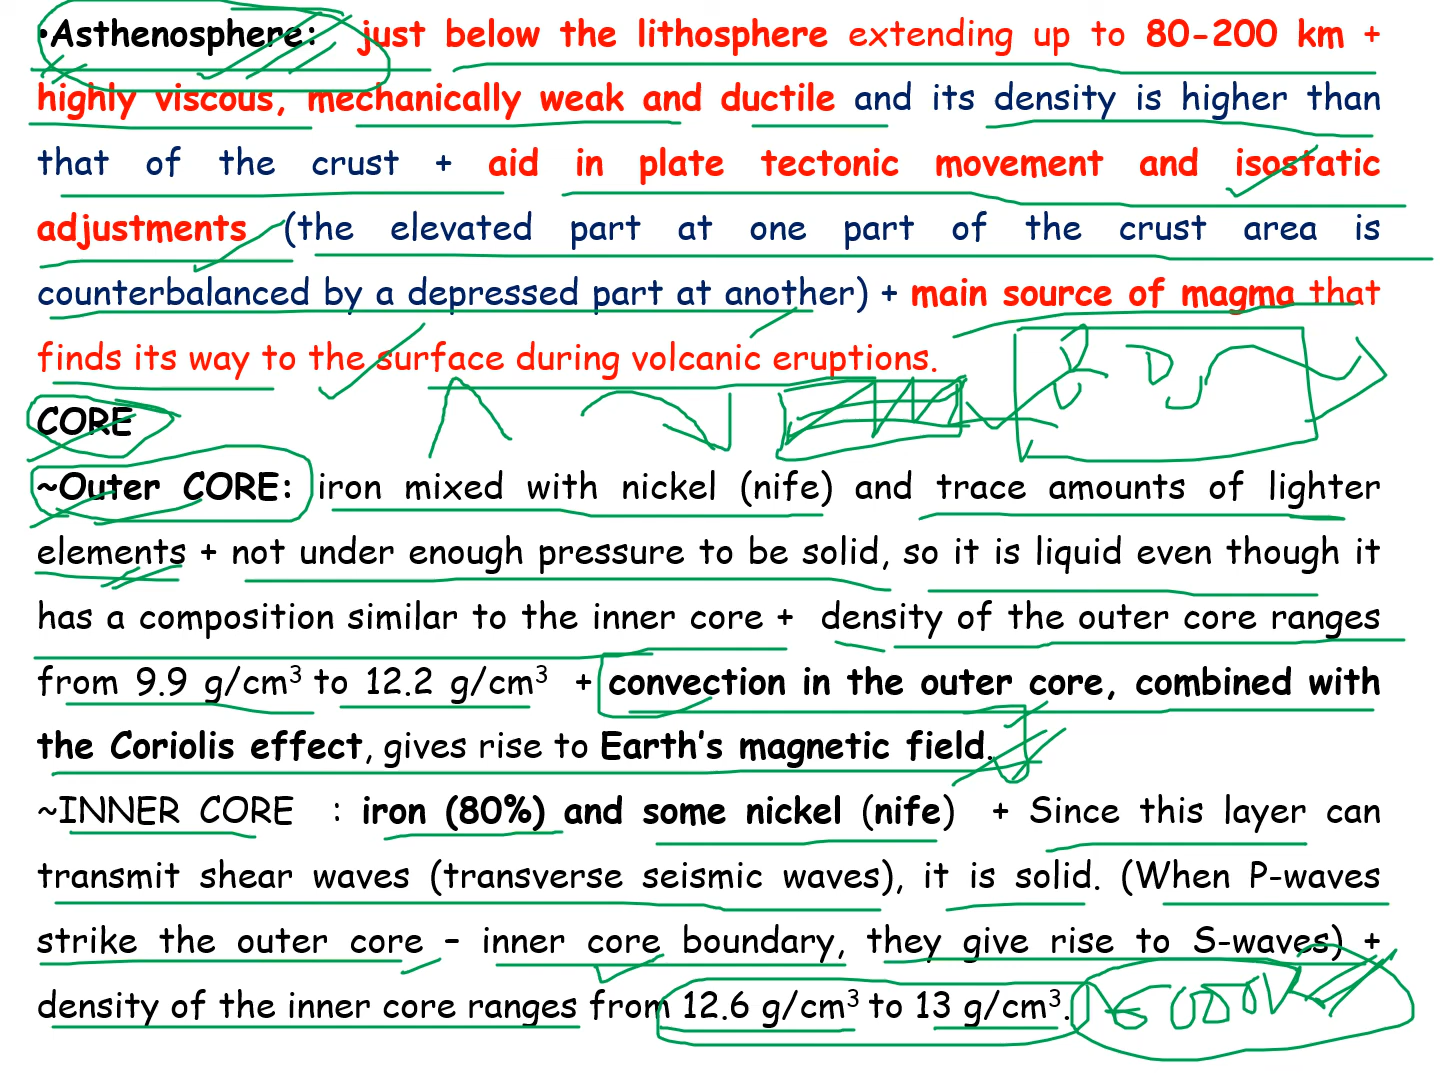 •Asthenosphere: just below the lithosphere extending up to 80-200 km +
highly viscous, mechanically weak and ductile and its density is higher than
that of the crust + aid in plate tectonic movement and isostatic
adjustments (the elevated part at one part of the crust area is
counterbalanced by a depressed part at another) + main source of magma that
finds its way to the surface during volcanic eruptions.
CORE
~Outer CORE: iron mixed with nickel (nife) and trace amounts of lighter
elements + not under enough pressure to be solid, so it is liquid even though it
has a composition similar to the inner core + density of the outer core ranges
from 9.9 g/cm³ to 12.2 g/cm³ + convection in the outer core, combined with
the Coriolis effect, gives rise to Earth's magnetic field.
~INNER CORE : iron (80%) and some nickel (nife) + Since this layer can
transmit shear waves (transverse seismic waves), it is solid. (When P-waves
strike the outer core – inner core boundary, they give rise to S-waves) +
density of the inner core ranges from 12.6 g/cm³ to 13 g/cm³.